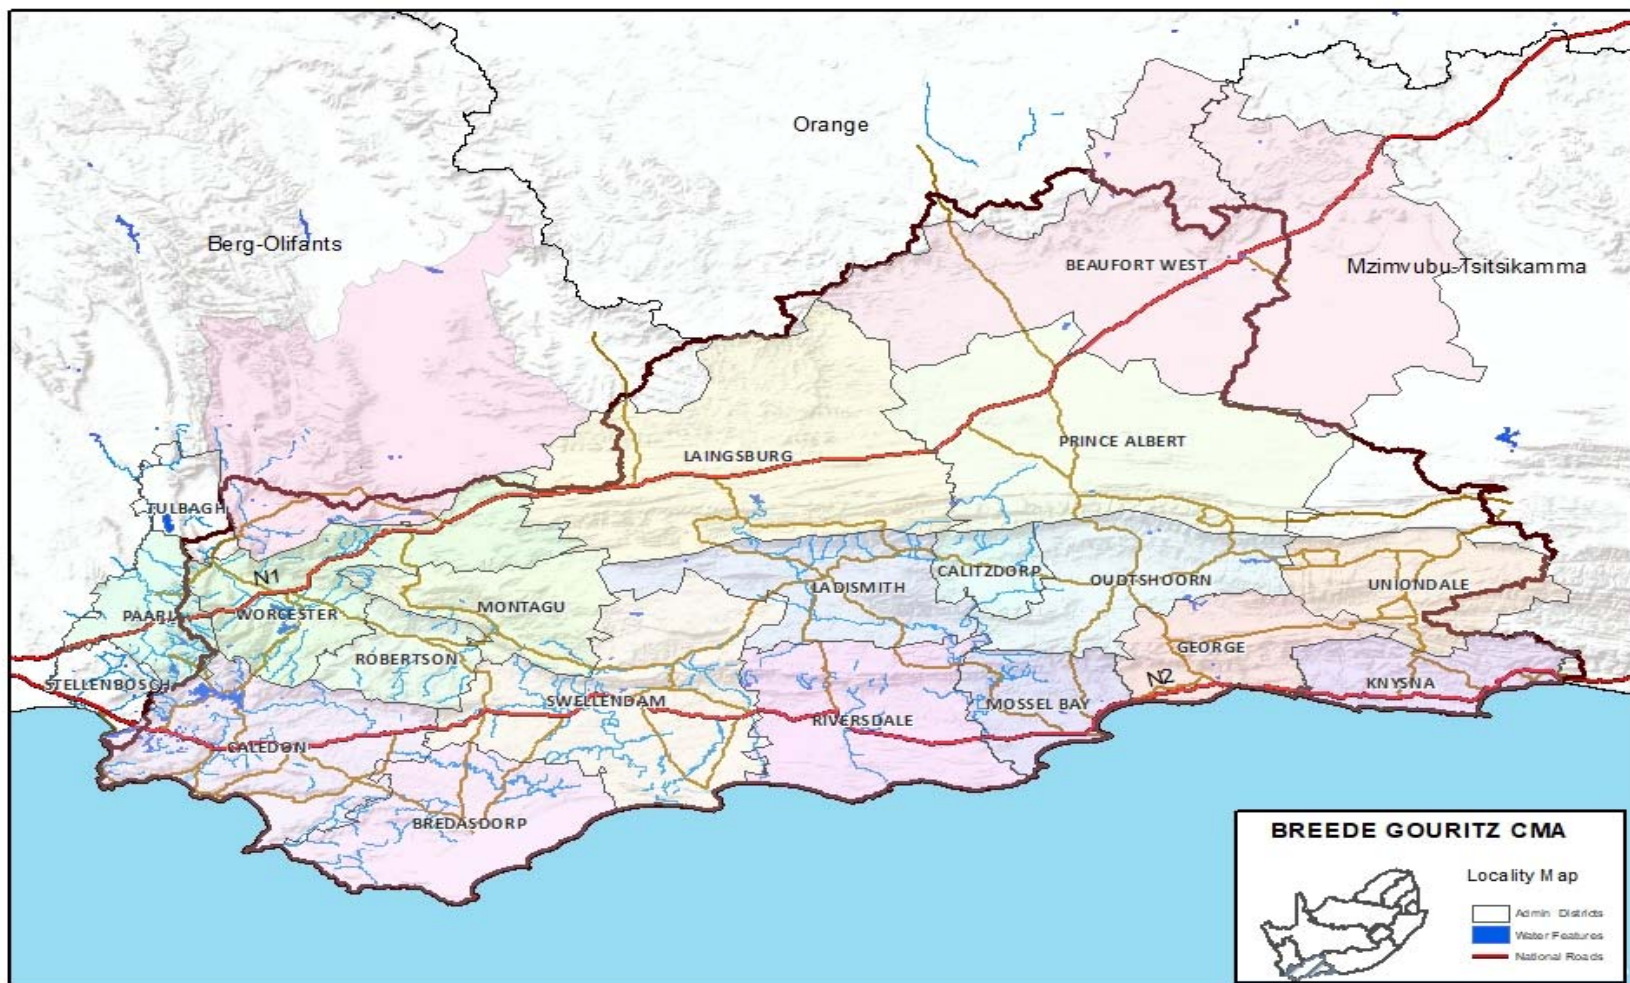 Orange
Berg-Olifants
BEAUFORT WEST
Mzimvubu-Tsitsikamma
PRINCE ALBERT
LAINGSBURG
TULBAGH
N1
CALITZDORP
OUDTSHOORN
UNIONDALE
LADISMITH
MONTAGU
PAARL
WORCESTER
GEORGE
ROBERTSON
N2
STELLENBOSCH
KNYSNA
SWELLENDAM
MOSSEL BAY
RIVERSDALE
CALEDON
BREDASDORP
BREEDE GOURITZ CMA
Locality Map
Admin Districts
Water Features
National Roads